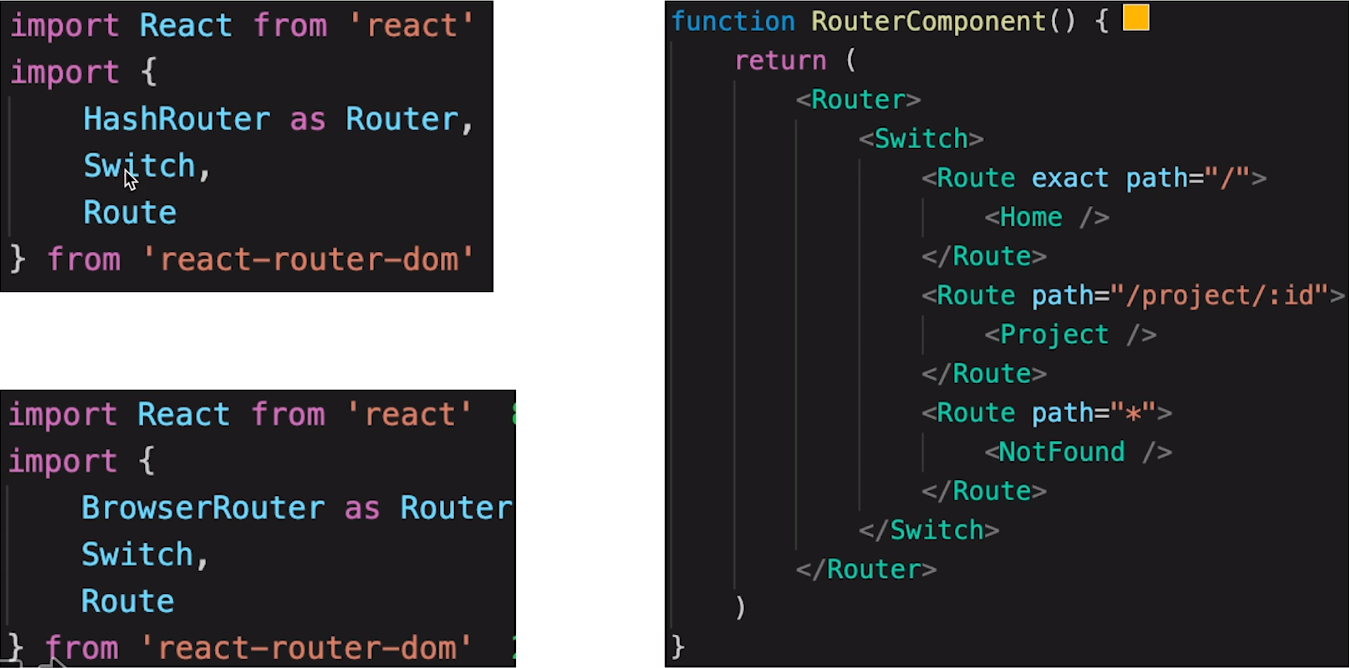 import React from 'react'
import {
HashRouter as Router,
Switch,
Route
} from 'react-router-dom'
import React from 'react'
import {
BrowserRouter as Router
Switch,
Route
} from 'react-router-dom'
function RouterComponent() {
return (
<Router>
<Switch>
<Route exact path="/">
<Home />
</Route>
<Route path="/project/:id">
<Project />
</Route>
<Route path="*">
<NotFound />
</Route>
</Switch>
</Router>
)
}